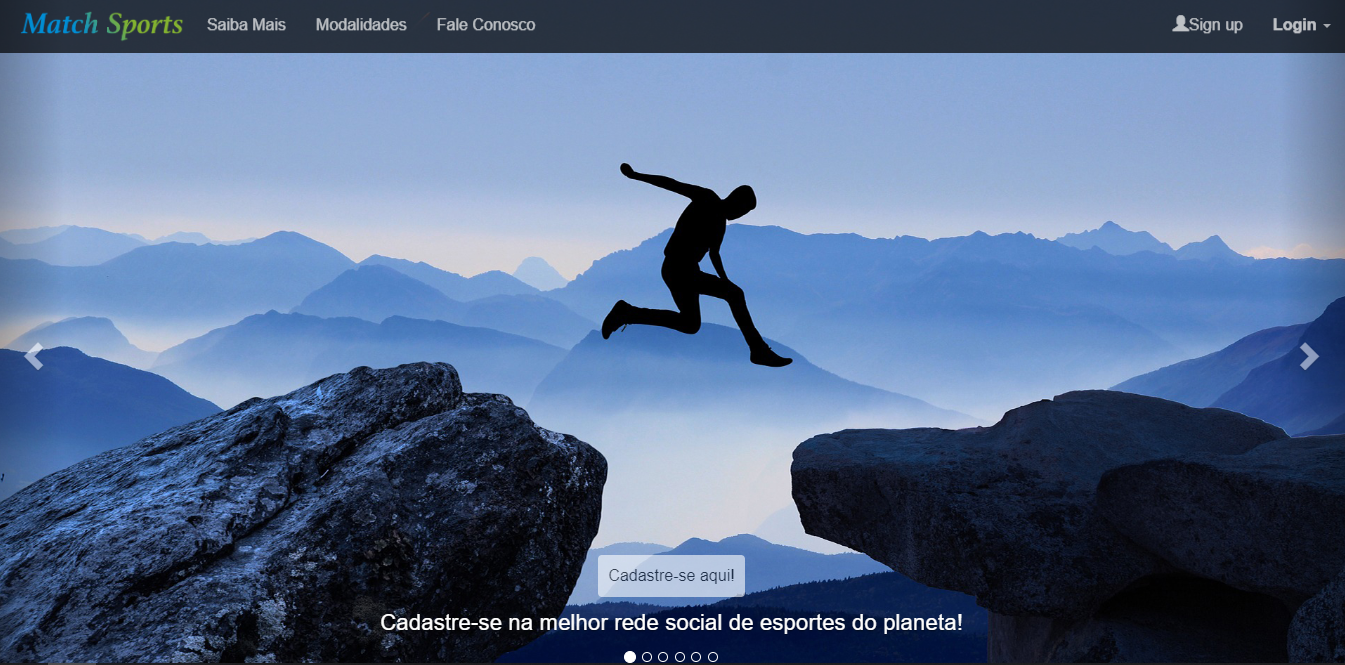 Match Sports Saiba Mais Modalidades Fale Conosco Sign up Login
Cadastre-se aqui!
Cadastre-se na melhor rede social de esportes do planeta!